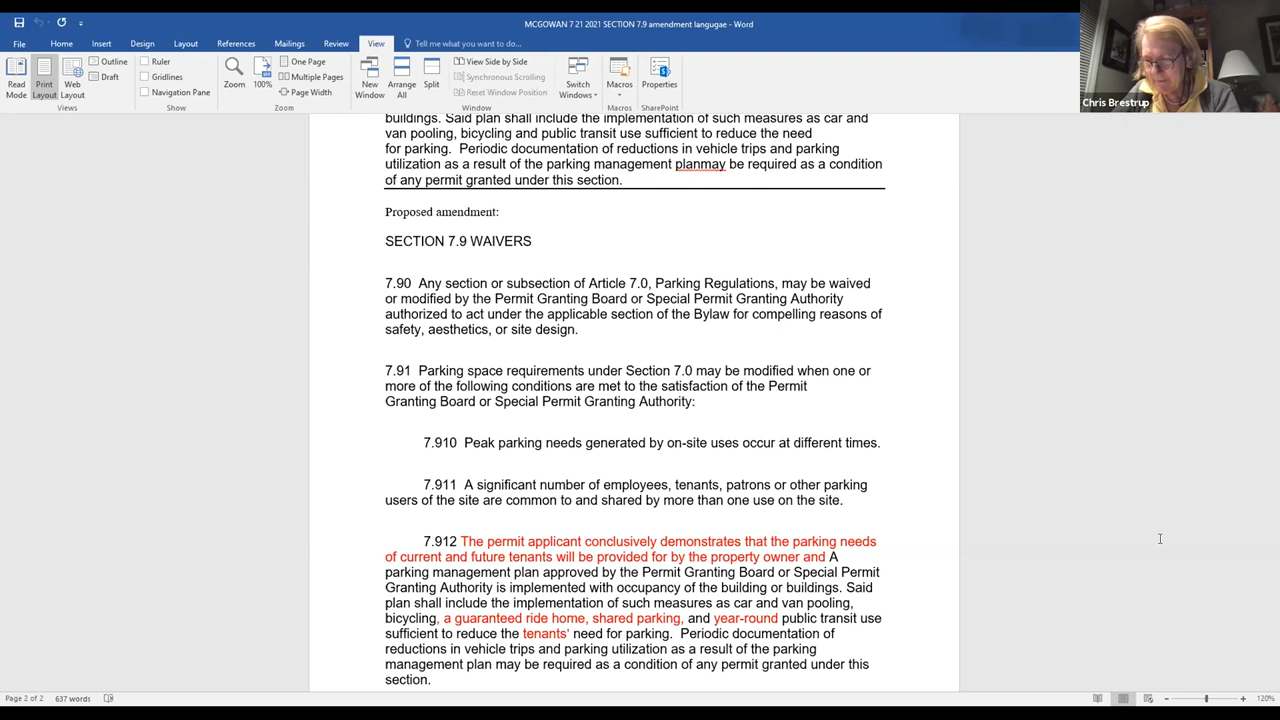 MCGOWAN 7 21 2021 SECTION 7.9 amendment langugae - Word
File Home Insert Design Layout References Mailings Review View Tell me what you want to do...
Read Mode
Print Layout
Web Layout
Outline
Draft
Views
Ruler
Gridlines
Navigation Pane
Show
Zoom
100%
One Page
Multiple Pages
Page Width
Zoom
New Window
Arrange All
Split
View Side by Side
Synchronous Scrolling
Reset Window Position
Window
Switch Windows
Macros
Macros
Properties
SharePoint
Chris Brestrup
buildings. Said plan shall include the implementation of such measures as car and
van pooling, bicycling and public transit use sufficient to reduce the need
for parking. Periodic documentation of reductions in vehicle trips and parking
utilization as a result of the parking management planmay be required as a condition
of any permit granted under this section.
Proposed amendment:
SECTION 7.9 WAIVERS
7.90 Any section or subsection of Article 7.0, Parking Regulations, may be waived
or modified by the Permit Granting Board or Special Permit Granting Authority
authorized to act under the applicable section of the Bylaw for compelling reasons of
safety, aesthetics, or site design.
7.91 Parking space requirements under Section 7.0 may be modified when one or
more of the following conditions are met to the satisfaction of the Permit
Granting Board or Special Permit Granting Authority:
7.910 Peak parking needs generated by on-site uses occur at different times.
7.911 A significant number of employees, tenants, patrons or other parking
users of the site are common to and shared by more than one use on the site.
7.912 The permit applicant conclusively demonstrates that the parking needs
of current and future tenants will be provided for by the property owner and A
parking management plan approved by the Permit Granting Board or Special Permit
Granting Authority is implemented with occupancy of the building or buildings. Said
plan shall include the implementation of such measures as car and van pooling,
bicycling, a guaranteed ride home, shared parking, and year-round public transit use
sufficient to reduce the tenants' need for parking. Periodic documentation of
reductions in vehicle trips and parking utilization as a result of the parking
management plan may be required as a condition of any permit granted under this
section.
Page 2 of 2 637 words 120%